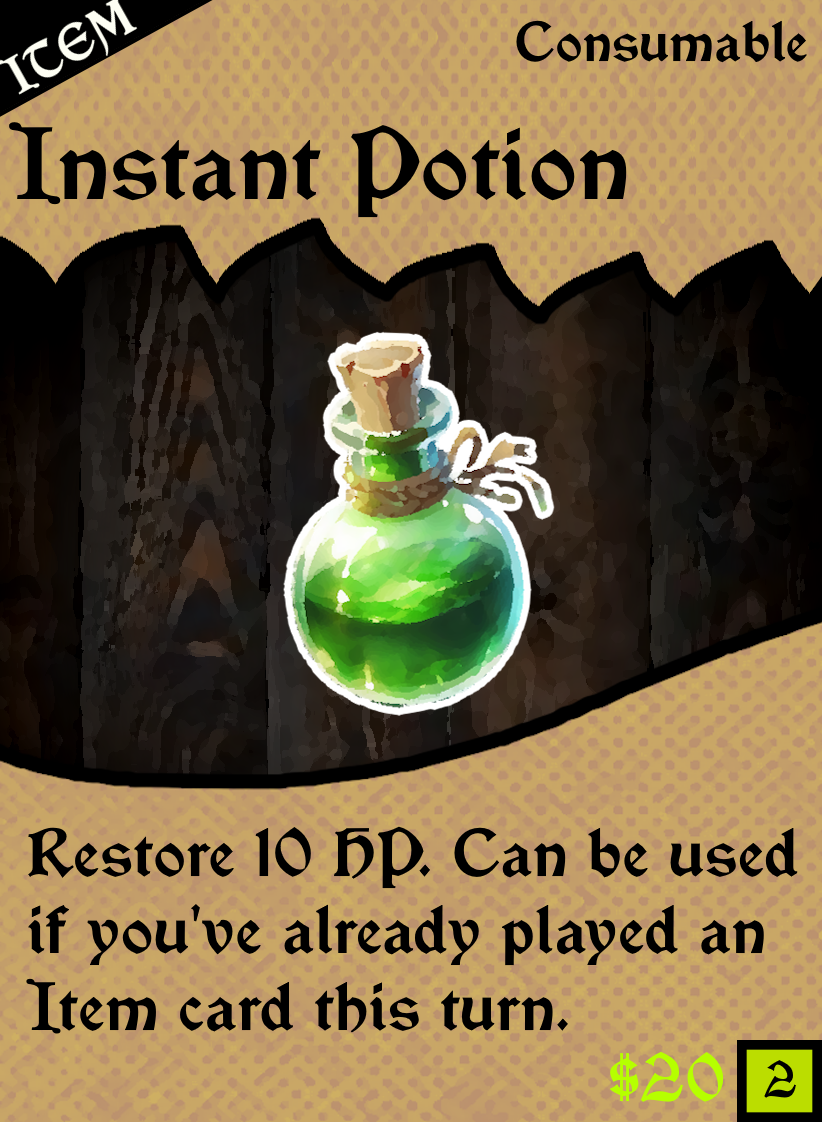 ITEM
Consumable
Instant Potion
Restore 10 HP. Can be used
if you've already played an
Item card this turn.
$20 2